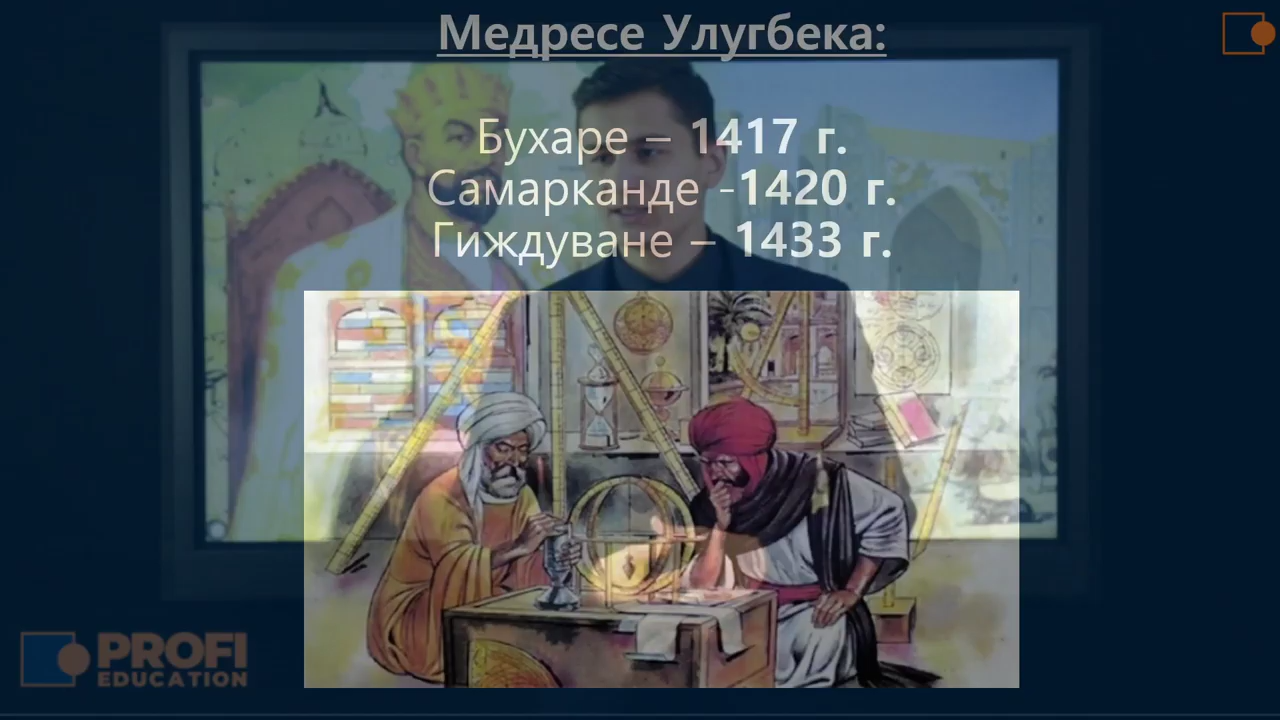 Медресе Улугбека:
Бухаре – 1417 г.
Самарканде -1420 г.
Гиждуване – 1433 г.
PROFI
EDUCATION